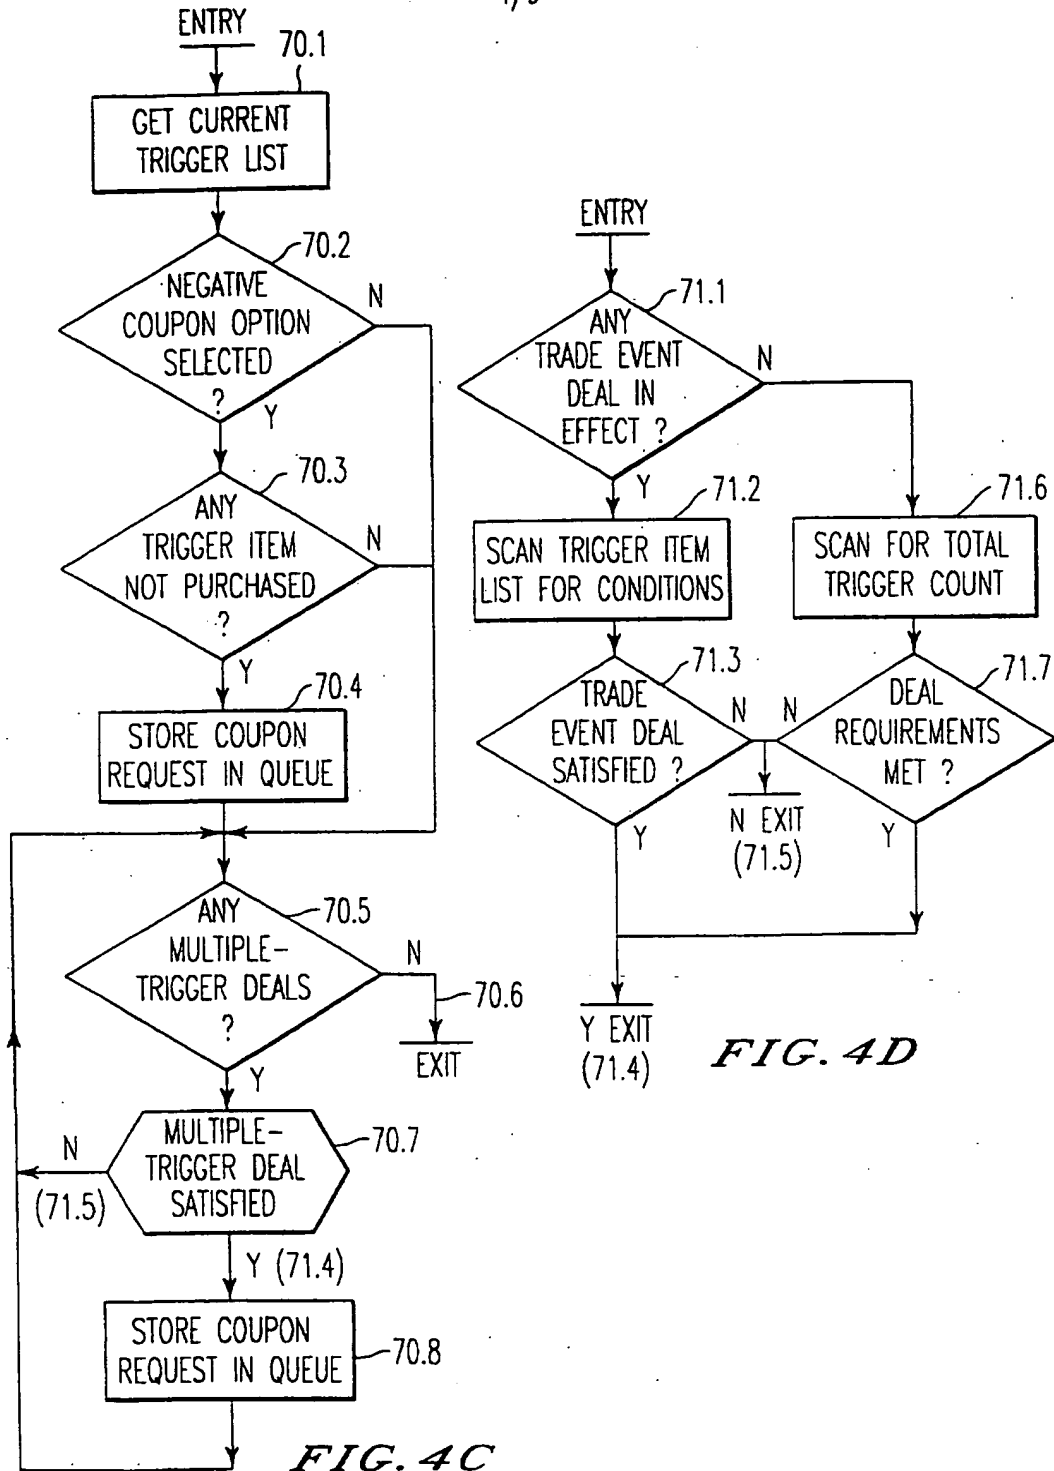 ENTRY
70.1
GET CURRENT
TRIGGER LIST
70.2
NEGATIVE
COUPON OPTION
SELECTED
?
N
Y
70.3
ANY
TRIGGER ITEM
NOT PURCHASED
?
N
Y
70.4
STORE COUPON
REQUEST IN QUEUE
70.5
ANY
MULTIPLE-
TRIGGER DEALS
?
N
70.6
EXIT
Y
70.7
MULTIPLE-
TRIGGER DEAL
SATISFIED
N
(71.5)
Y (71.4)
STORE COUPON
REQUEST IN QUEUE
70.8
FIG. 4C
ENTRY
71.1
ANY
TRADE EVENT
DEAL IN
EFFECT ?
N
Y
71.2
SCAN TRIGGER ITEM
LIST FOR CONDITIONS
71.6
SCAN FOR TOTAL
TRIGGER COUNT
71.3
TRADE
EVENT DEAL
SATISFIED ?
N
Y
71.7
DEAL
REQUIREMENTS
MET ?
N
Y
N EXIT
(71.5)
Y EXIT
(71.4)
FIG. 4D